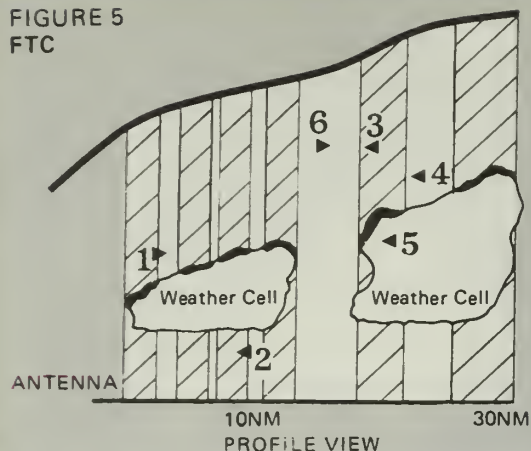 FIGURE 5
FTC
6 3
4
1 5
Weather Cell Weather Cell
2
ANTENNA
10NM 30NM
PROFILE VIEW